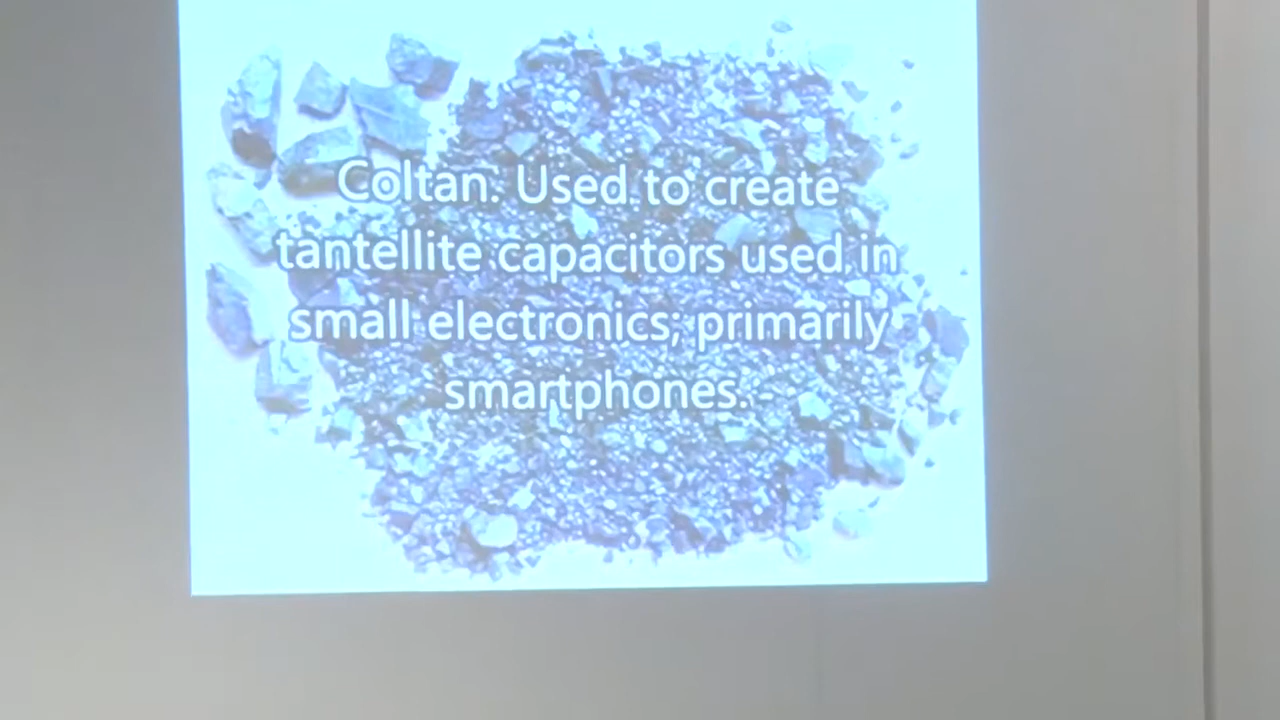 Coltan. Used to create
tantellite capacitors used in
small electronics; primarily
smartphones.